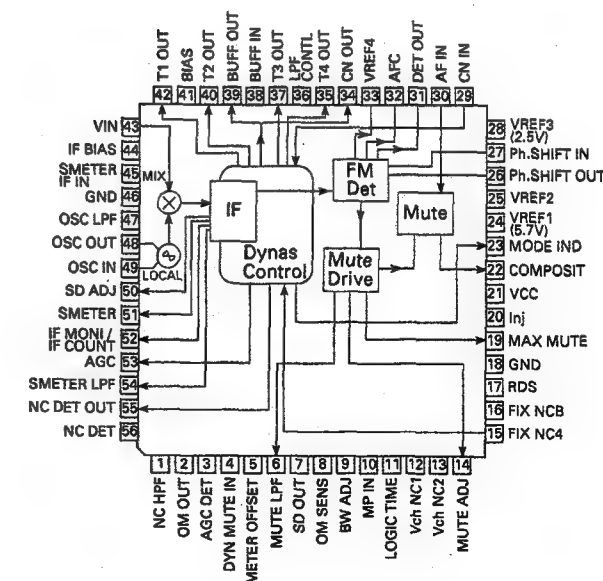 T1 OUT
BIAS
T2 OUT
BUFF OUT
BUFF IN
T3 OUT
LPF CONTL
T4 OUT
CN OUT
VREF4
AFC
DET OUT
AF IN
CN IN
42 41 40 39 38 37 36 35 34 33 32 31 30 29
VIN 43
IF BIAS 44
SMETER IF IN 45
GND 46
OSC LPF 47
OSC OUT 48
OSC IN 49
SD ADJ 50
SMETER 51
IF MONI / IF COUNT 52
AGC 53
SMETER LPF 54
NC DET OUT 55
NC DET 56
MIX
LOCAL
IF
Dynas Control
FM Det
Mute
Mute Drive
28 VREF3 (2.5V)
27 Ph.SHIFT IN
26 Ph.SHIFT OUT
25 VREF2
24 VREF1 (5.7V)
23 MODE IND
22 COMPOSIT
21 VCC
20 Inj
19 MAX MUTE
18 GND
17 RDS
16 FIX NCB
15 FIX NC4
1 2 3 4 5 6 7 8 9 10 11 12 13 14
NC HPF
OM OUT
AGC DET
DYN MUTE IN
METER OFFSET
MUTE LPF
SD OUT
OM SENS
BW ADJ
MP IN
LOGIC TIME
Vch NC1
Vch NC2
MUTE ADJ